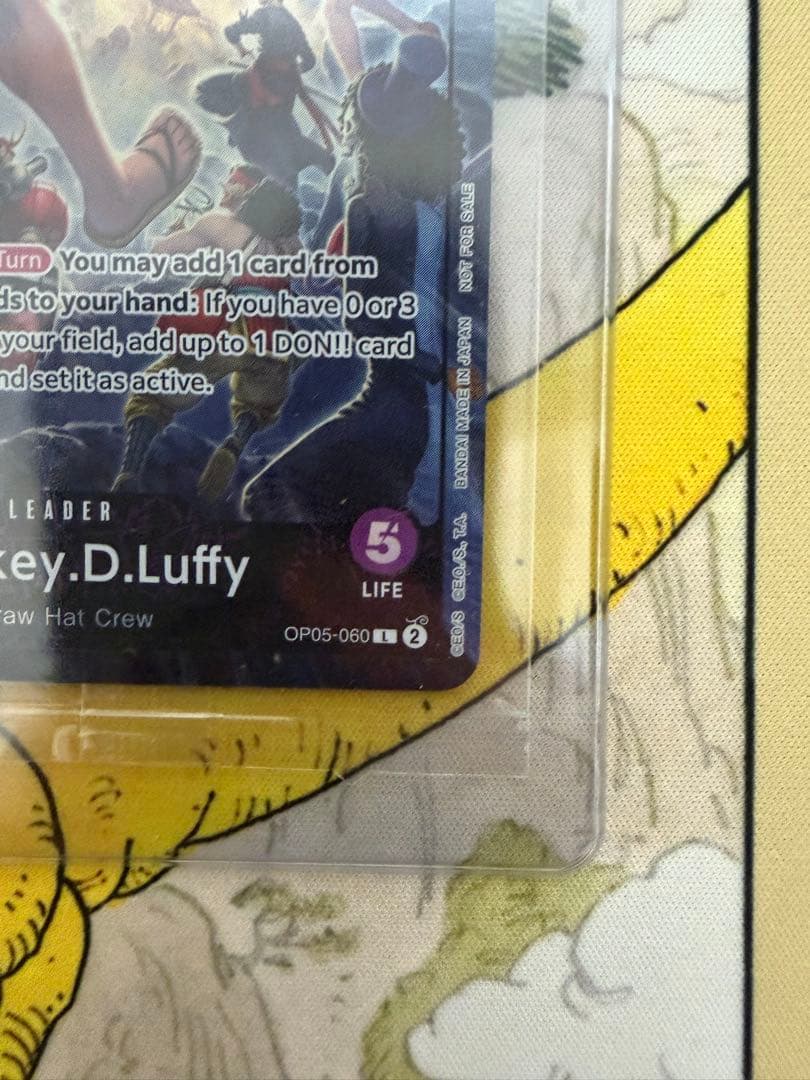 Turn You may add 1 card from
ds to your hand: If you have 0 or 3
your field, add up to 1 DON!! card
nd set it as active.
LEADER
key.D.Luffy
5
LIFE
raw Hat Crew
OP05-060 L 2
©EO/S ©E.O./S., T.A. BANDAI MADE IN JAPAN NOT FOR SALE